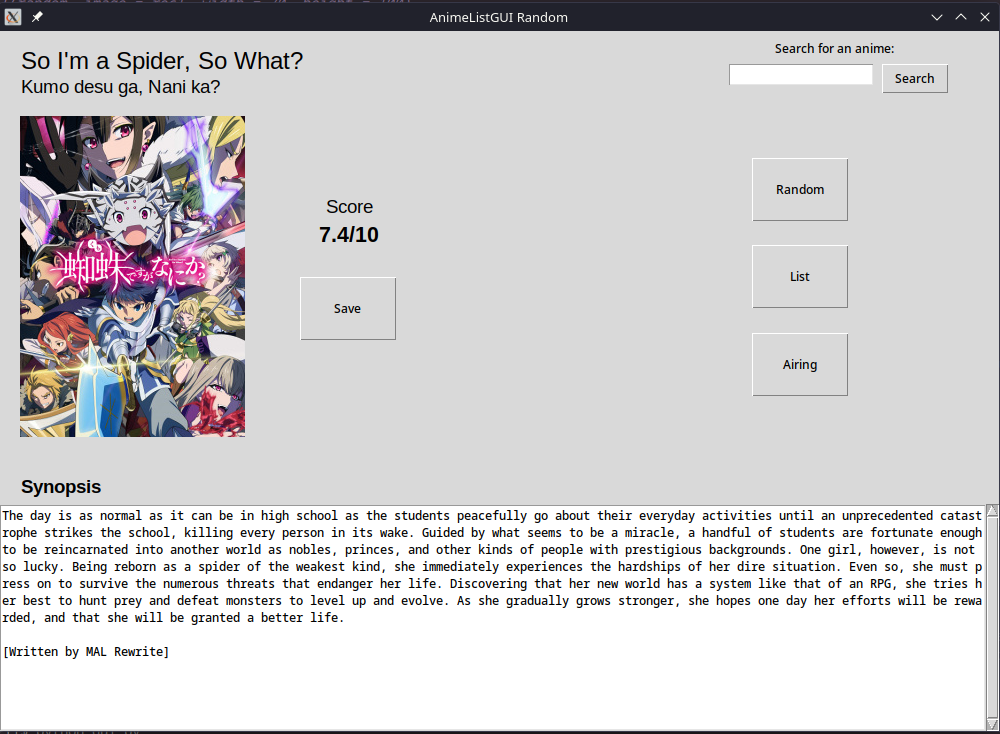 AnimeListGUI Random
So I'm a Spider, So What?
Kumo desu ga, Nani ka?
Search for an anime:
Search
蜘蛛ですが、なにか?
Score
7.4/10
Save
Random
List
Airing
Synopsis
The day is as normal as it can be in high school as the students peacefully go about their everyday activities until an unprecedented catast
rophe strikes the school, killing every person in its wake. Guided by what seems to be a miracle, a handful of students are fortunate enough
to be reincarnated into another world as nobles, princes, and other kinds of people with prestigious backgrounds. One girl, however, is not
so lucky. Being reborn as a spider of the weakest kind, she immediately experiences the hardships of her dire situation. Even so, she must p
ress on to survive the numerous threats that endanger her life. Discovering that her new world has a system like that of an RPG, she tries h
er best to hunt prey and defeat monsters to level up and evolve. As she gradually grows stronger, she hopes one day her efforts will be rewa
rded, and that she will be granted a better life.
[Written by MAL Rewrite]